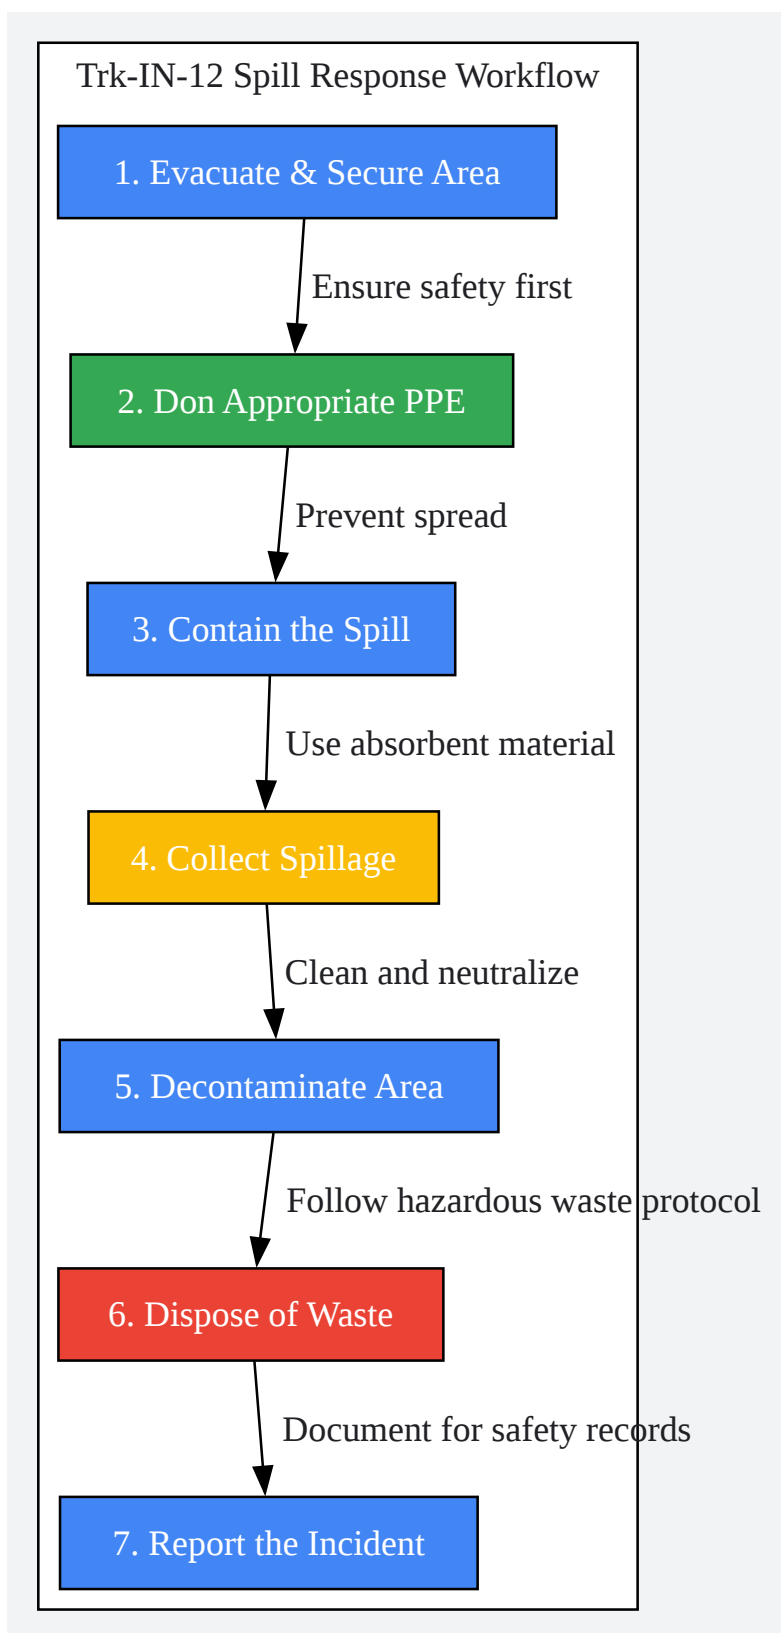 Trk-IN-12 Spill Response Workflow
1. Evacuate & Secure Area
Ensure safety first
2. Don Appropriate PPE
Prevent spread
3. Contain the Spill
Use absorbent material
4. Collect Spillage
Clean and neutralize
5. Decontaminate Area
Follow hazardous waste protocol
6. Dispose of Waste
Document for safety records
7. Report the Incident